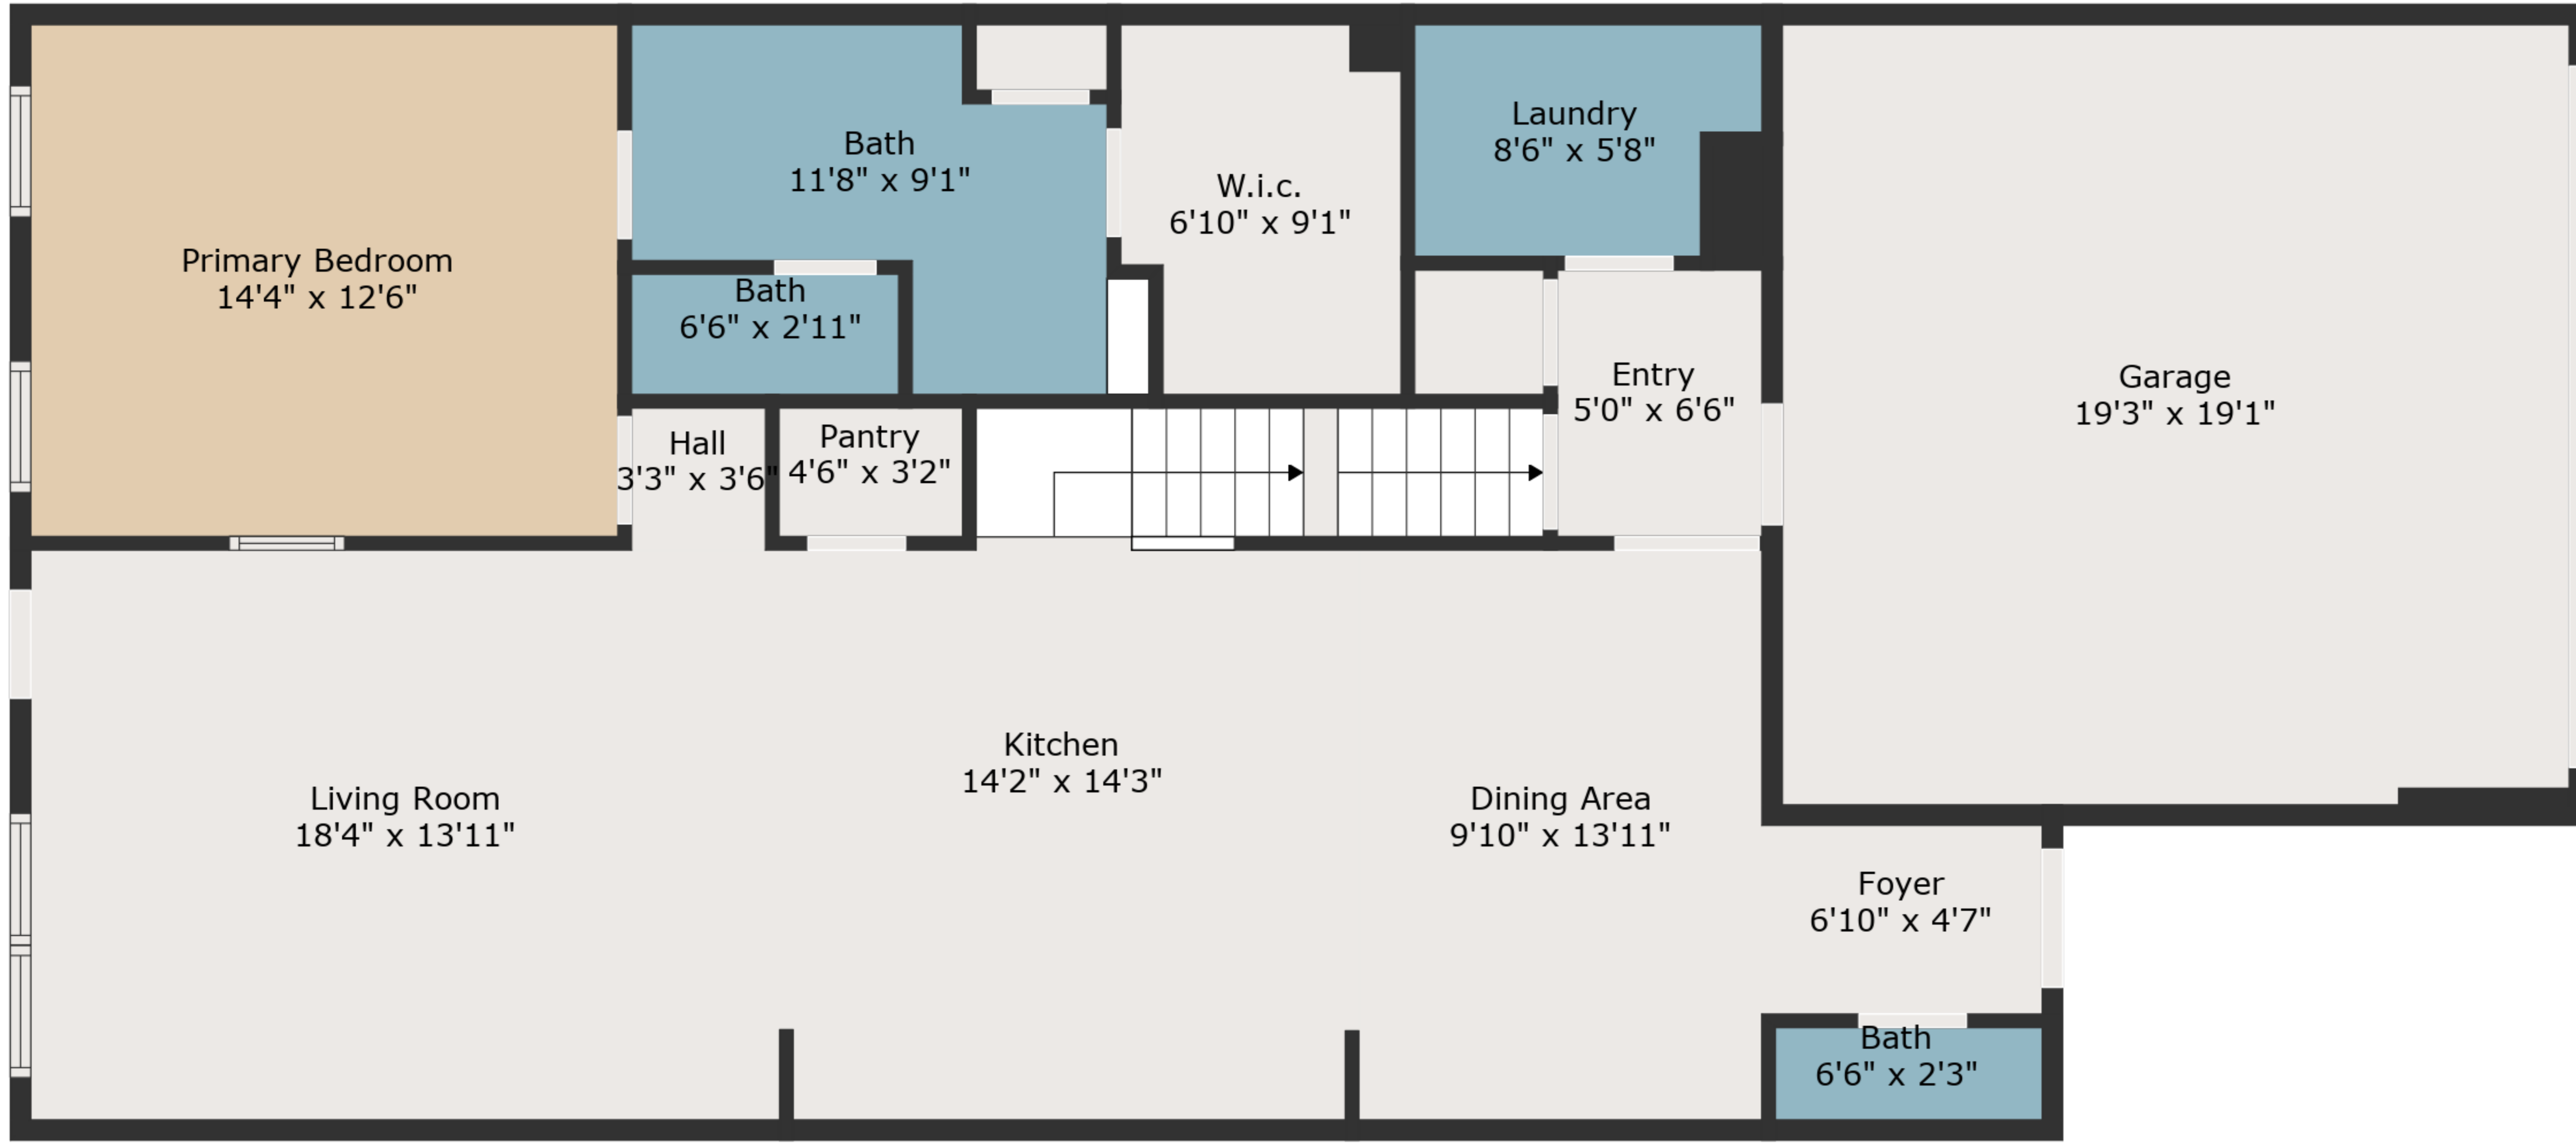 Primary Bedroom
14'4" x 12'6"
Bath
11'8" x 9'1"
Bath
6'6" x 2'11"
W.i.c.
6'10" x 9'1"
Laundry
8'6" x 5'8"
Entry
5'0" x 6'6"
Garage
19'3" x 19'1"
Hall
3'3" x 3'6"
Pantry
4'6" x 3'2"
Living Room
18'4" x 13'11"
Kitchen
14'2" x 14'3"
Dining Area
9'10" x 13'11"
Foyer
6'10" x 4'7"
Bath
6'6" x 2'3"